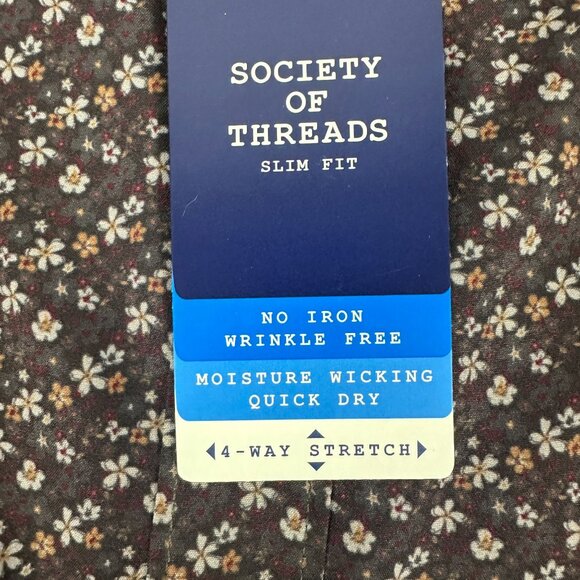 SOCIETY
OF
THREADS
SLIM FIT
NO IRON
WRINKLE FREE
MOISTURE WICKING
QUICK DRY
4-WAY STRETCH